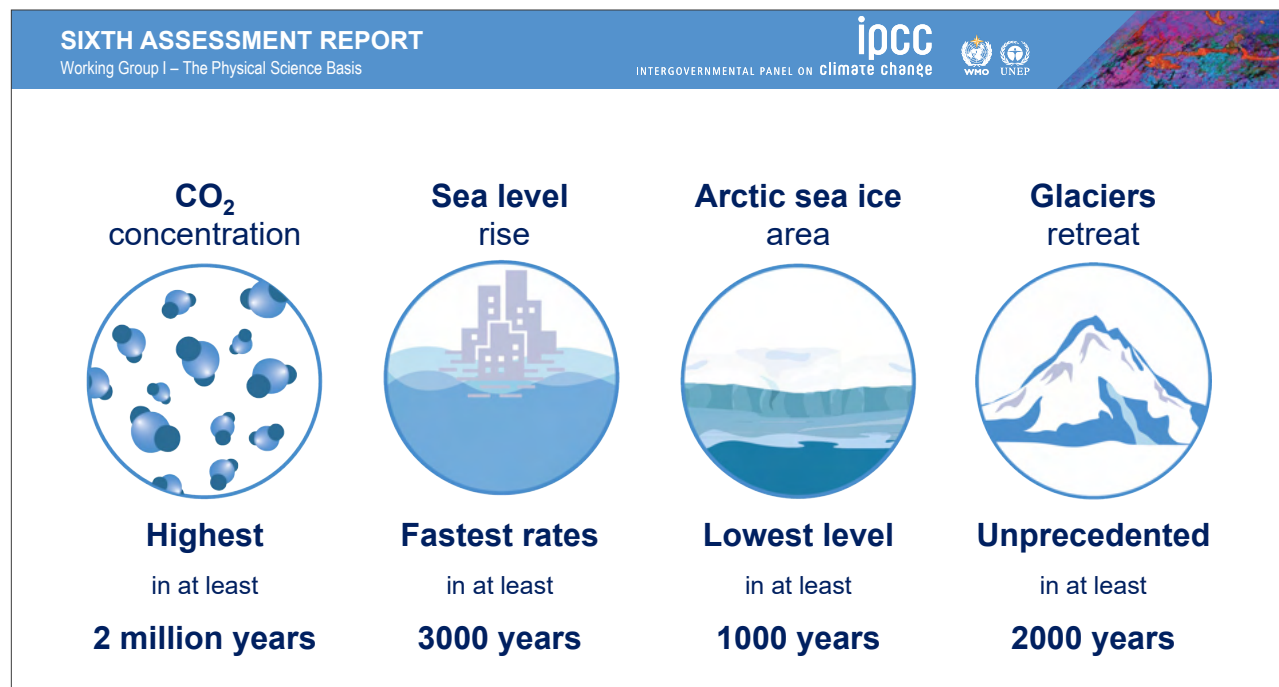 SIXTH ASSESSMENT REPORT
Working Group I – The Physical Science Basis
ipcc
INTERGOVERNMENTAL PANEL ON climate change
WMO
UNEP
CO₂
concentration
Highest
in at least
2 million years
Sea level
rise
Fastest rates
in at least
3000 years
Arctic sea ice
area
Lowest level
in at least
1000 years
Glaciers
retreat
Unprecedented
in at least
2000 years